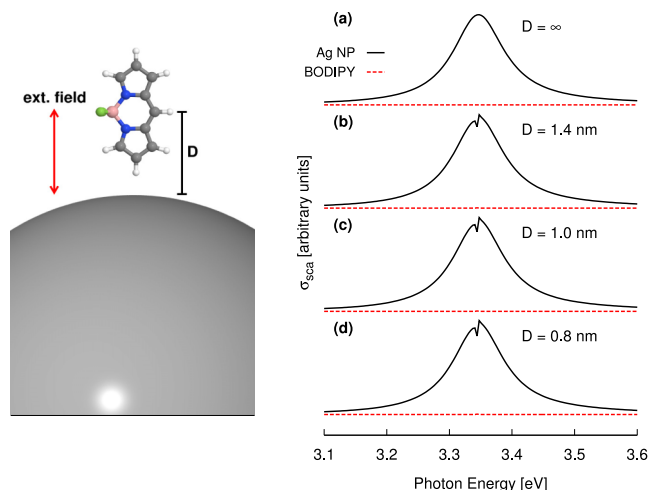 ext. field
D
(a)
D = ∞
Ag NP
BODIPY
(b)
D = 1.4 nm
(c)
D = 1.0 nm
(d)
D = 0.8 nm
σsca [arbitrary units]
3.1 3.2 3.3 3.4 3.5 3.6
Photon Energy [eV]